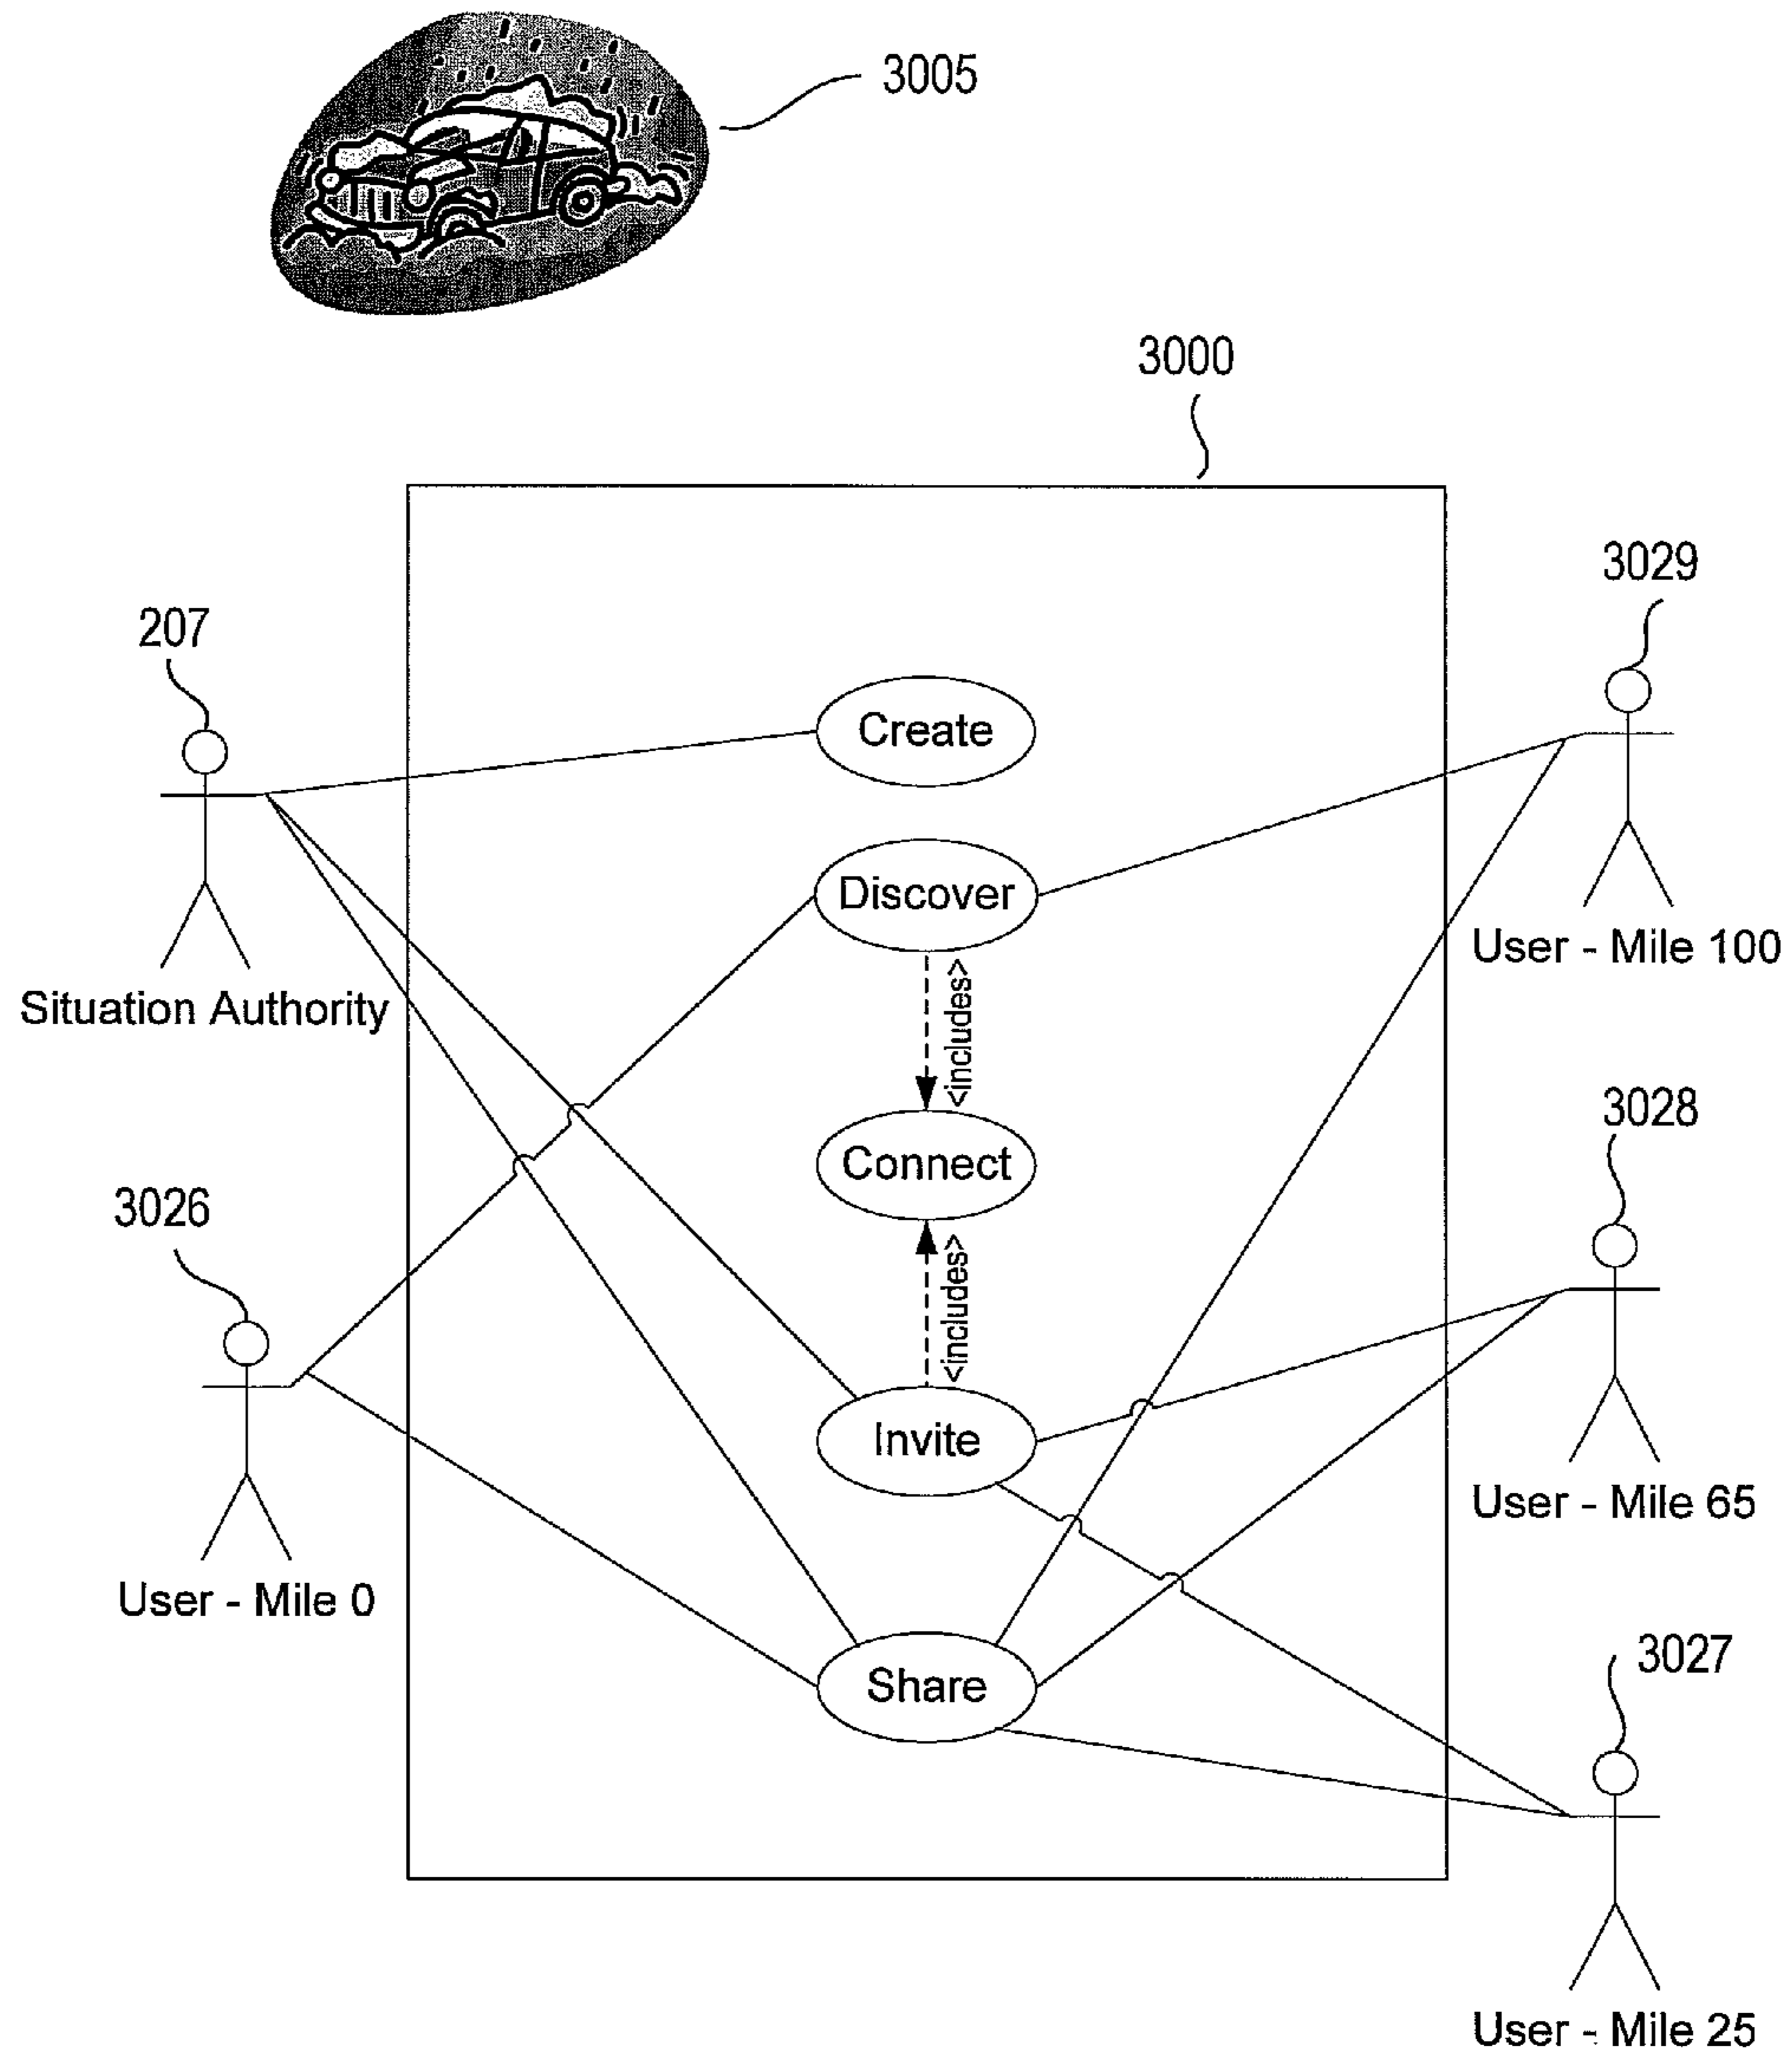 3005
3000
3029
207
Create
Discover
User - Mile 100
<includes>
Situation Authority
3028
Connect
3026
<includes>
Invite
User - Mile 65
User - Mile 0
3027
Share
User - Mile 25